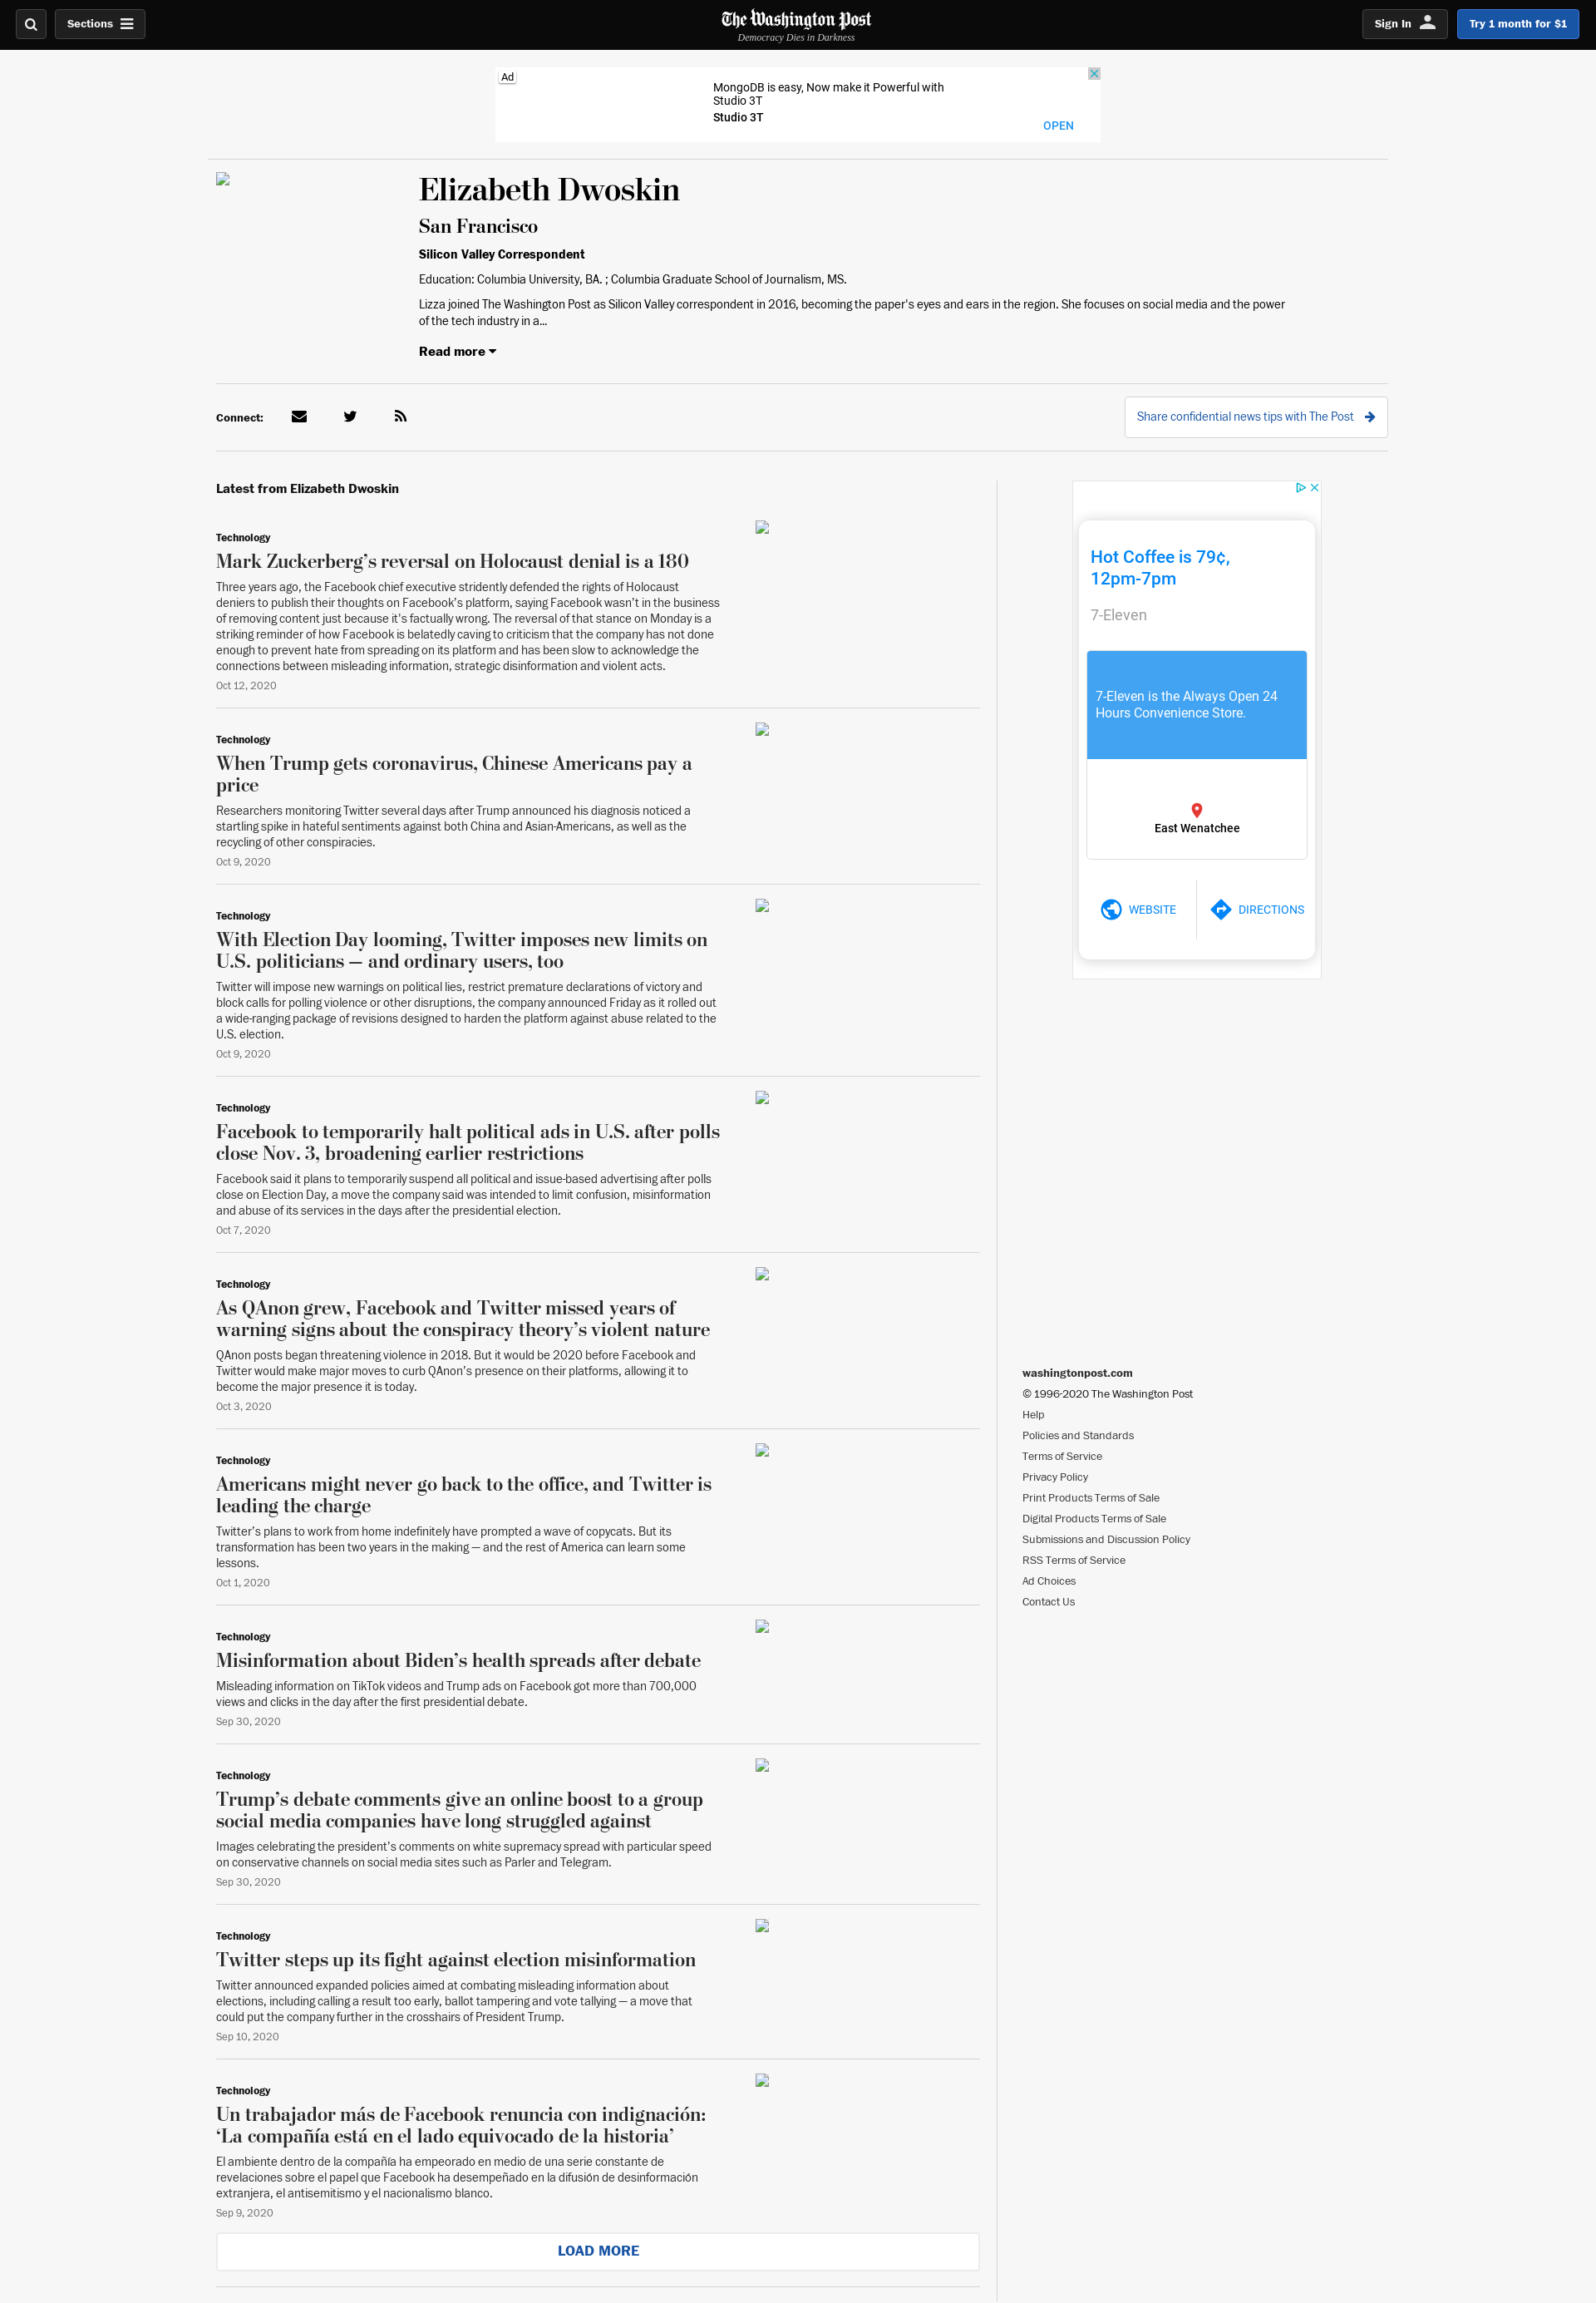 Sections
The Washington Post
Democracy Dies in Darkness
Sign In
Try 1 month for $1
Ad
MongoDB is easy, Now make it Powerful with
Studio 3T
Studio 3T
OPEN
Elizabeth Dwoskin
San Francisco
Silicon Valley Correspondent
Education: Columbia University, BA. ; Columbia Graduate School of Journalism, MS.
Lizza joined The Washington Post as Silicon Valley correspondent in 2016, becoming the paper's eyes and ears in the region. She focuses on social media and the power
of the tech industry in a...
Read more
Connect:
Share confidential news tips with The Post
Latest from Elizabeth Dwoskin
Technology
Mark Zuckerberg’s reversal on Holocaust denial is a 180
Three years ago, the Facebook chief executive stridently defended the rights of Holocaust
deniers to publish their thoughts on Facebook’s platform, saying Facebook wasn’t in the business
of removing content just because it's factually wrong. The reversal of that stance on Monday is a
striking reminder of how Facebook is belatedly caving to criticism that the company has not done
enough to prevent hate from spreading on its platform and has been slow to acknowledge the
connections between misleading information, strategic disinformation and violent acts.
Oct 12, 2020
Technology
When Trump gets coronavirus, Chinese Americans pay a
price
Researchers monitoring Twitter several days after Trump announced his diagnosis noticed a
startling spike in hateful sentiments against both China and Asian-Americans, as well as the
recycling of other conspiracies.
Oct 9, 2020
Technology
With Election Day looming, Twitter imposes new limits on
U.S. politicians — and ordinary users, too
Twitter will impose new warnings on political lies, restrict premature declarations of victory and
block calls for polling violence or other disruptions, the company announced Friday as it rolled out
a wide-ranging package of revisions designed to harden the platform against abuse related to the
U.S. election.
Oct 9, 2020
Technology
Facebook to temporarily halt political ads in U.S. after polls
close Nov. 3, broadening earlier restrictions
Facebook said it plans to temporarily suspend all political and issue-based advertising after polls
close on Election Day, a move the company said was intended to limit confusion, misinformation
and abuse of its services in the days after the presidential election.
Oct 7, 2020
Technology
As QAnon grew, Facebook and Twitter missed years of
warning signs about the conspiracy theory’s violent nature
QAnon posts began threatening violence in 2018. But it would be 2020 before Facebook and
Twitter would make major moves to curb QAnon’s presence on their platforms, allowing it to
become the major presence it is today.
Oct 3, 2020
Technology
Americans might never go back to the office, and Twitter is
leading the charge
Twitter’s plans to work from home indefinitely have prompted a wave of copycats. But its
transformation has been two years in the making — and the rest of America can learn some
lessons.
Oct 1, 2020
Technology
Misinformation about Biden’s health spreads after debate
Misleading information on TikTok videos and Trump ads on Facebook got more than 700,000
views and clicks in the day after the first presidential debate.
Sep 30, 2020
Technology
Trump’s debate comments give an online boost to a group
social media companies have long struggled against
Images celebrating the president’s comments on white supremacy spread with particular speed
on conservative channels on social media sites such as Parler and Telegram.
Sep 30, 2020
Technology
Twitter steps up its fight against election misinformation
Twitter announced expanded policies aimed at combating misleading information about
elections, including calling a result too early, ballot tampering and vote tallying — a move that
could put the company further in the crosshairs of President Trump.
Sep 10, 2020
Technology
Un trabajador más de Facebook renuncia con indignación:
‘La compañía está en el lado equivocado de la historia’
El ambiente dentro de la compañía ha empeorado en medio de una serie constante de
revelaciones sobre el papel que Facebook ha desempeñado en la difusión de desinformación
extranjera, el antisemitismo y el nacionalismo blanco.
Sep 9, 2020
LOAD MORE
Hot Coffee is 79¢,
12pm-7pm
7-Eleven
7-Eleven is the Always Open 24
Hours Convenience Store.
East Wenatchee
WEBSITE
DIRECTIONS
washingtonpost.com
© 1996-2020 The Washington Post
Help
Policies and Standards
Terms of Service
Privacy Policy
Print Products Terms of Sale
Digital Products Terms of Sale
Submissions and Discussion Policy
RSS Terms of Service
Ad Choices
Contact Us